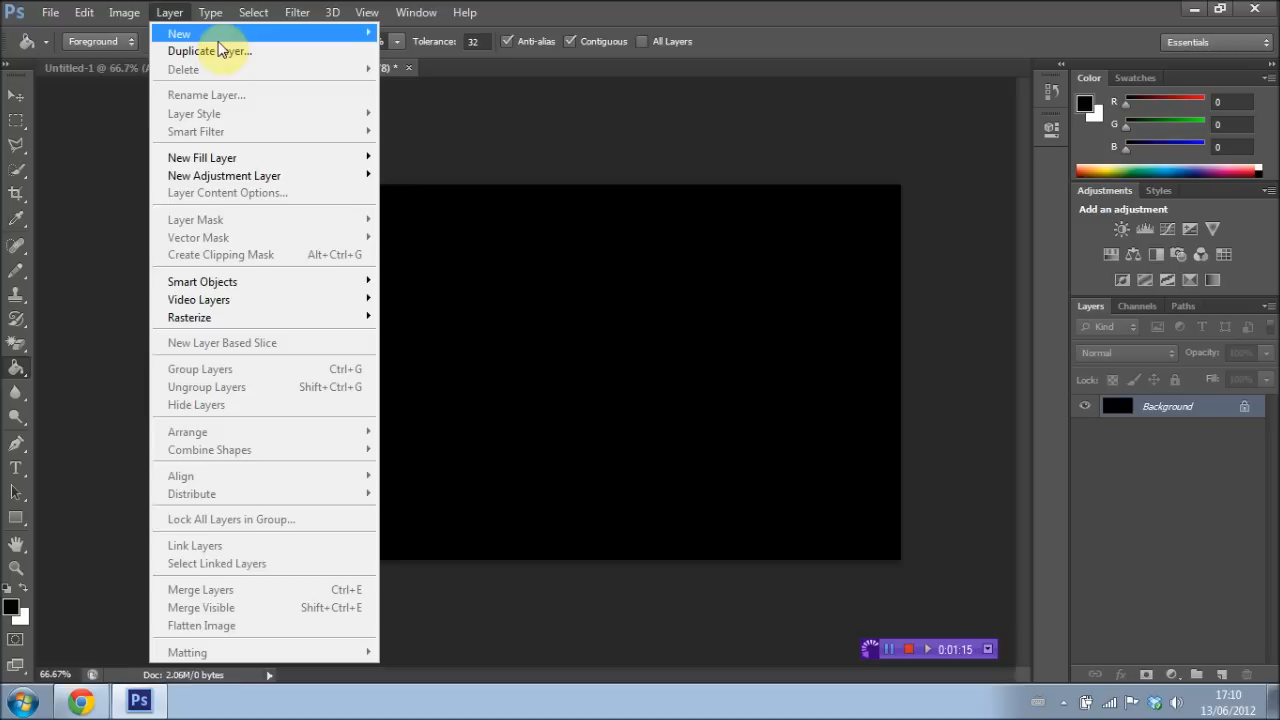 Ps File Edit Image Layer Type Select Filter 3D View Window Help
Foreground % Tolerance: 32 Anti-alias Contiguous All Layers Essentials
Untitled-1 @ 66.7% (A 78) * ×
New
Duplicate Layer...
Delete
Rename Layer...
Layer Style
Smart Filter
New Fill Layer
New Adjustment Layer
Layer Content Options...
Layer Mask
Vector Mask
Create Clipping Mask Alt+Ctrl+G
Smart Objects
Video Layers
Rasterize
New Layer Based Slice
Group Layers Ctrl+G
Ungroup Layers Shift+Ctrl+G
Hide Layers
Arrange
Combine Shapes
Align
Distribute
Lock All Layers in Group...
Link Layers
Select Linked Layers
Merge Layers Ctrl+E
Merge Visible Shift+Ctrl+E
Flatten Image
Matting
Color Swatches
R 0
G 0
B 0
Adjustments Styles
Add an adjustment
Layers Channels Paths
Kind
Normal Opacity: 100%
Lock: Fill: 100%
Background
0:01:15
66.67% Doc: 2.06M/0 bytes
Ps
17:10
13/06/2012